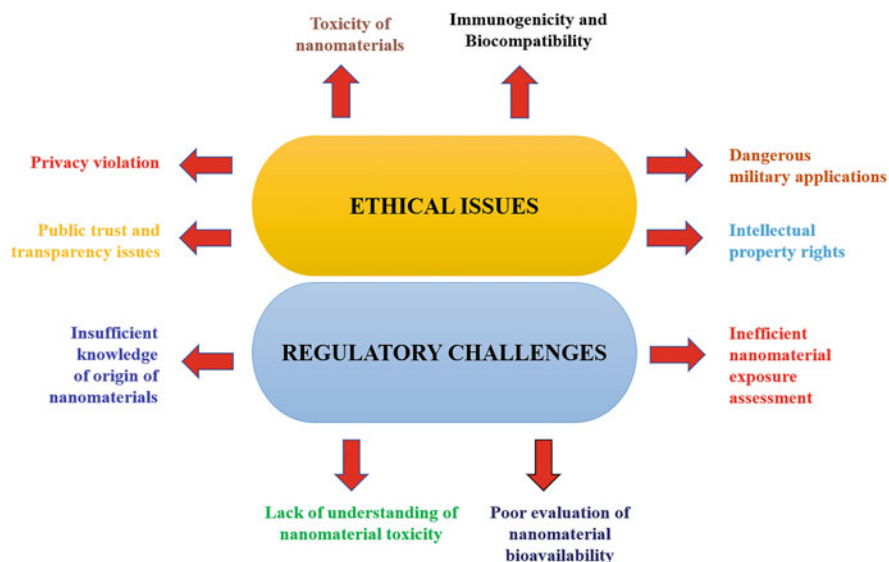 Toxicity of
nanomaterials
Immunogenicity and
Biocompatibility
Privacy violation
Dangerous
military applications
ETHICAL ISSUES
Public trust and
transparency issues
Intellectual
property rights
Insufficient
knowledge
of origin of
nanomaterials
REGULATORY CHALLENGES
Inefficient
nanomaterial
exposure
assessment
Lack of understanding of
nanomaterial toxicity
Poor evaluation of
nanomaterial
bioavailability